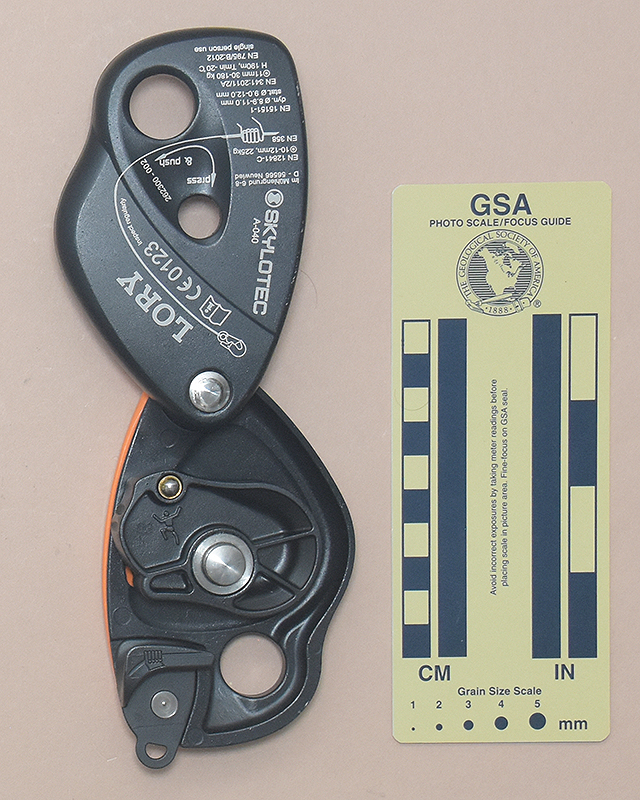 Im Mühlengrund 6-8
D - 56566 Neuwied
EN 12841-C
10-12mm, 225kg
EN 358
EN 15151-1
dyn. Ø 8.9-11.0 mm
stat. Ø 9.0-12.0 mm
EN 341:2011/2A
11mm 30-180 kg
H 190m, Tmin -20°C
EN 795/B:2012
single person use
press
& push
282300-002
SKYLOTEC
A-040
Inspect regularly
CE0123
LORY
GSA
PHOTO SCALE/FOCUS GUIDE
THE GEOLOGICAL SOCIETY OF AMERICA
1888
®
Avoid incorrect exposures by taking meter readings before
placing scale in picture area. Fine-focus on GSA seal.
CM
IN
Grain Size Scale
1 2 3 4 5
mm